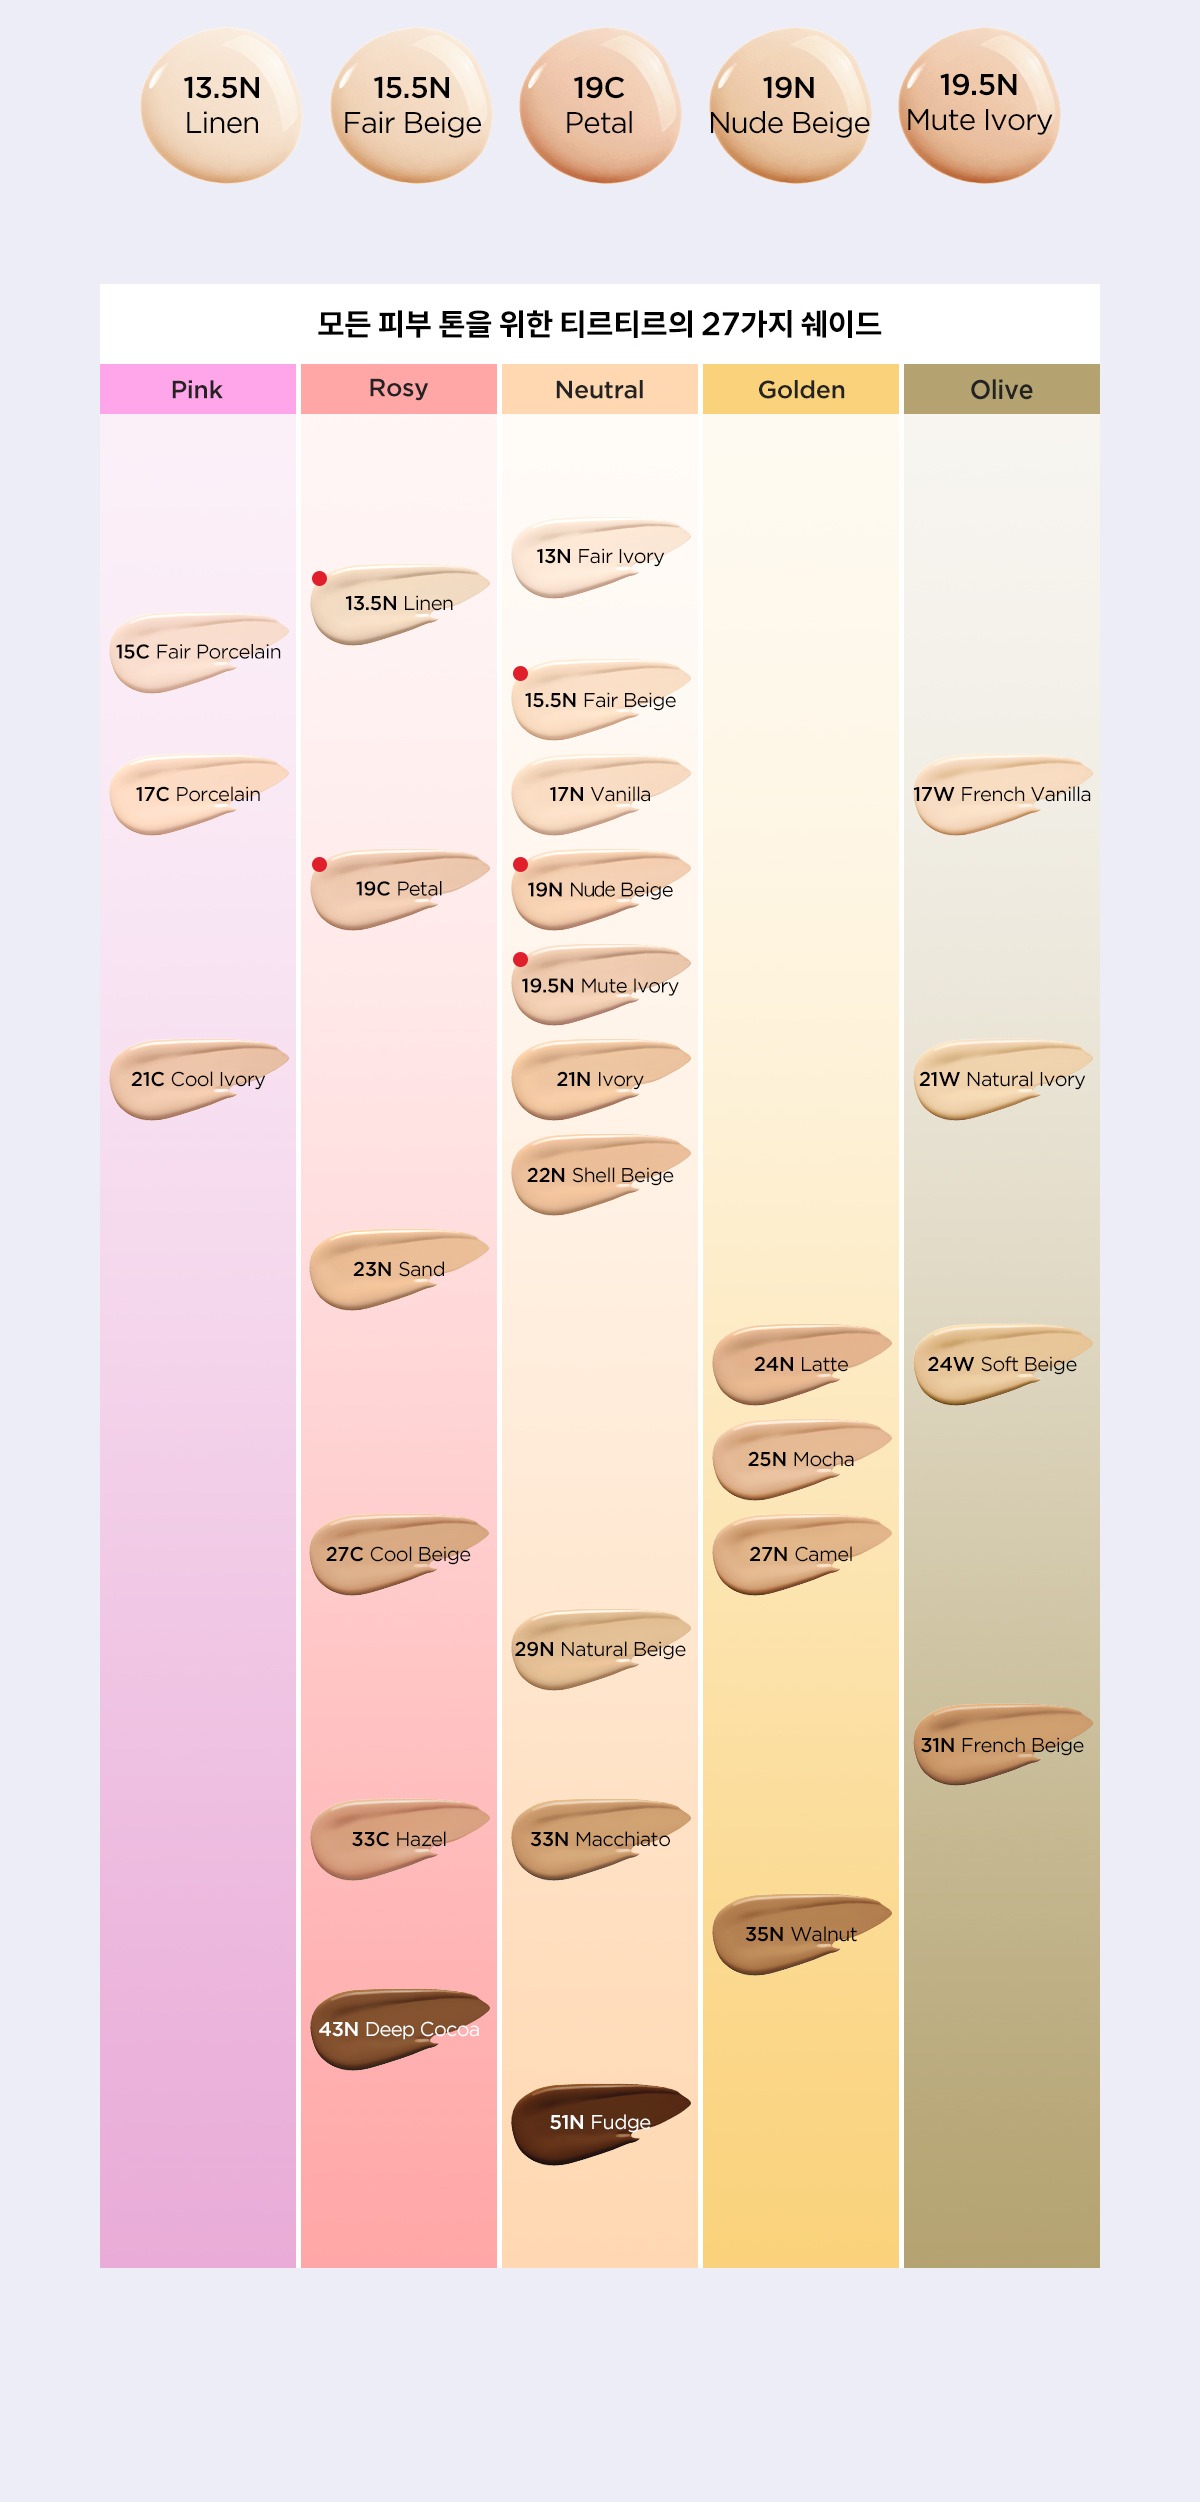 13.5N
Linen
15.5N
Fair Beige
19C
Petal
19N
Nude Beige
19.5N
Mute Ivory
모든 피부 톤을 위한 티르티르의 27가지 쉐이드
Pink
Rosy
Neutral
Golden
Olive
13N Fair Ivory
13.5N Linen
15C Fair Porcelain
15.5N Fair Beige
17C Porcelain
17N Vanilla
17W French Vanilla
19C Petal
19N Nude Beige
19.5N Mute Ivory
21C Cool Ivory
21N Ivory
21W Natural Ivory
22N Shell Beige
23N Sand
24N Latte
24W Soft Beige
25N Mocha
27C Cool Beige
27N Camel
29N Natural Beige
31N French Beige
33C Hazel
33N Macchiato
35N Walnut
43N Deep Cocoa
51N Fudge